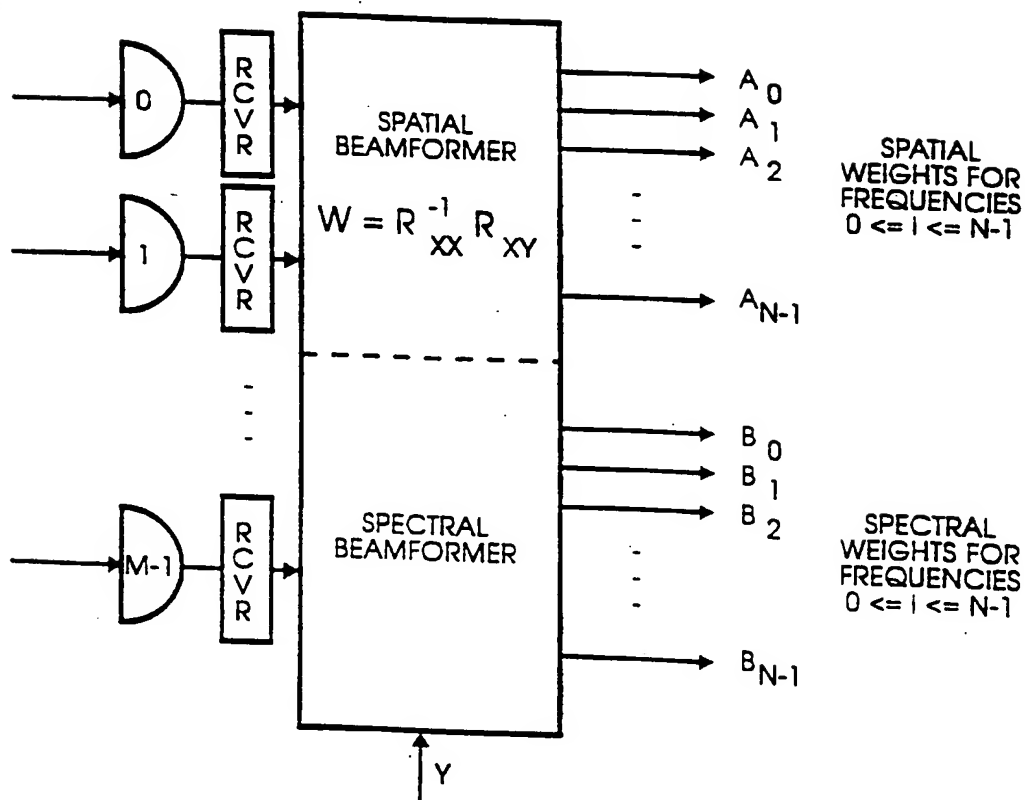 0
RCVR
1
RCVR
M-1
RCVR
SPATIAL
BEAMFORMER
W = R -1 XX R XY
SPECTRAL
BEAMFORMER
A 0
A 1
A 2
A N-1
SPATIAL
WEIGHTS FOR
FREQUENCIES
0 <= I <= N-1
B 0
B 1
B 2
B N-1
SPECTRAL
WEIGHTS FOR
FREQUENCIES
0 <= I <= N-1
Y